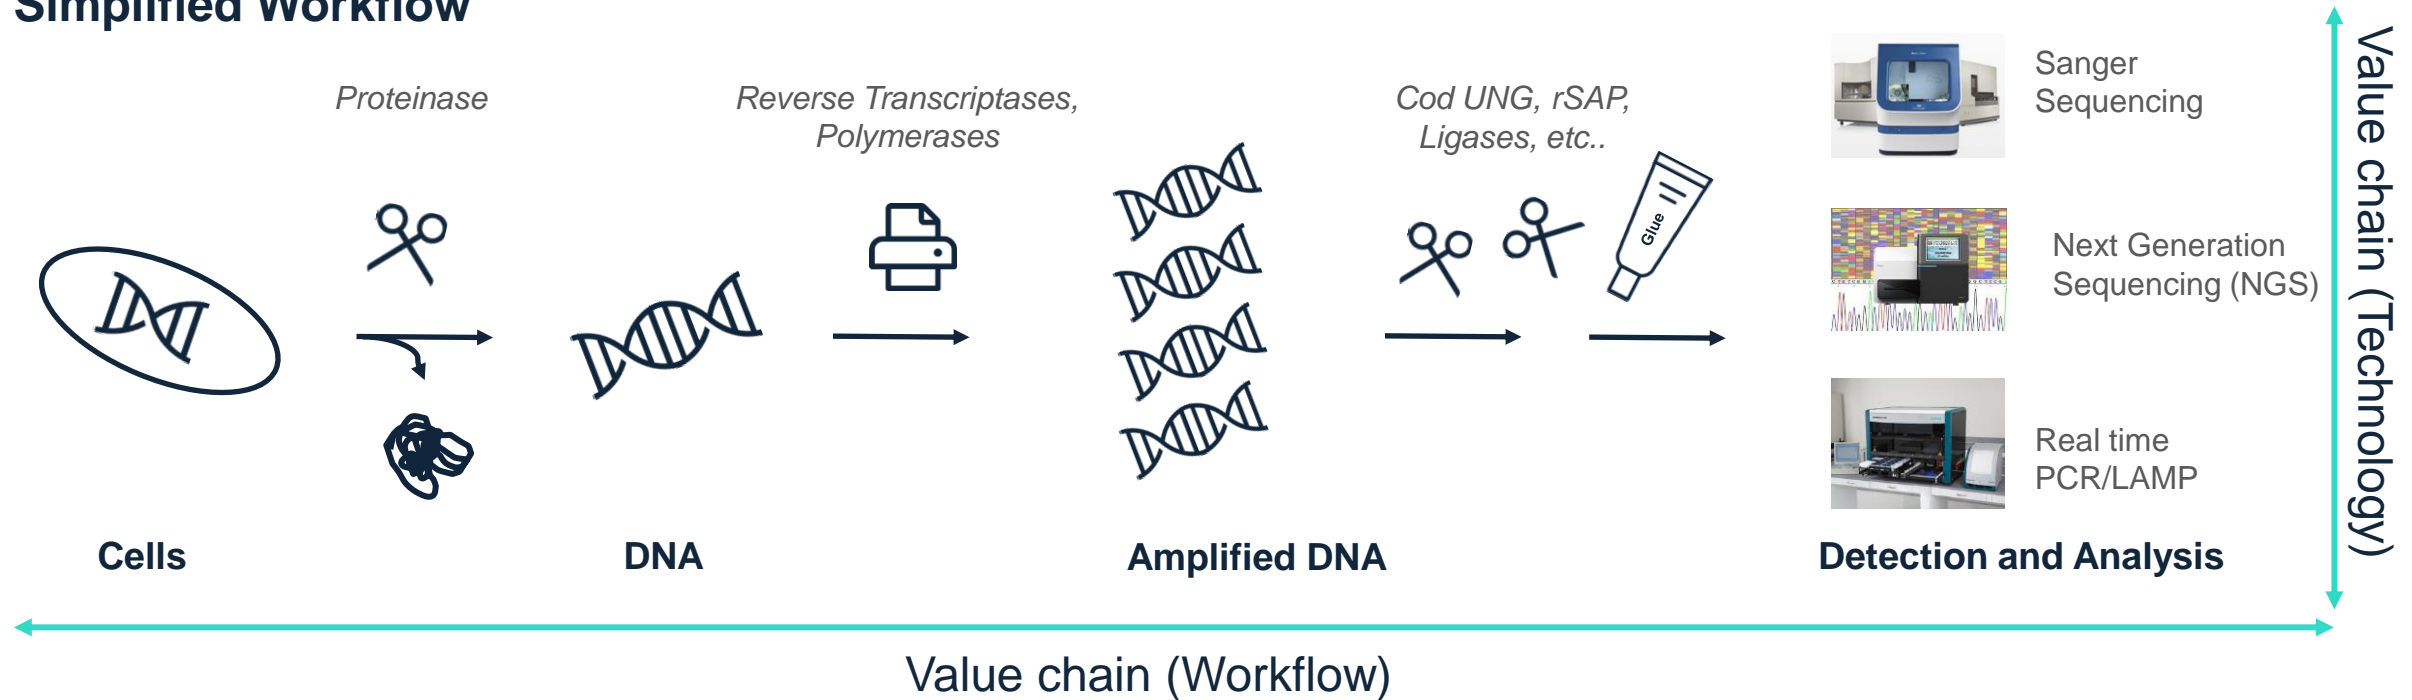 Simplified Workflow
Proteinase
Reverse Transcriptases,
Polymerases
Cod UNG, rSAP,
Ligases, etc..
Glue
Sanger
Sequencing
Next Generation
Sequencing (NGS)
Real time
PCR/LAMP
Cells
DNA
Amplified DNA
Detection and Analysis
Value chain (Workflow)
Value chain (Technology)